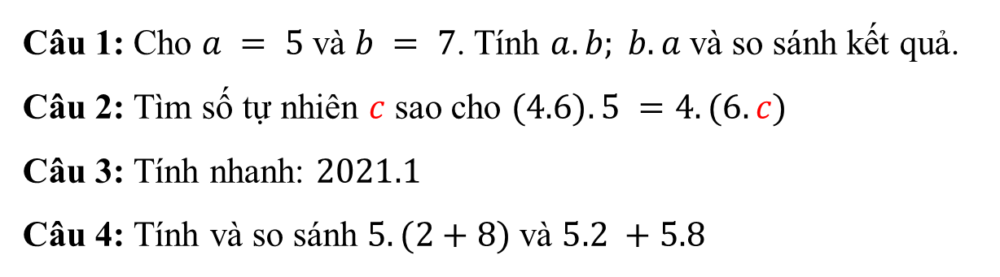 Câu 1: Cho a = 5 và b = 7. Tính a.b; b.a và so sánh kết quả.
Câu 2: Tìm số tự nhiên c sao cho (4.6).5 = 4.(6.c)
Câu 3: Tính nhanh: 2021.1
Câu 4: Tính và so sánh 5.(2 + 8) và 5.2 + 5.8